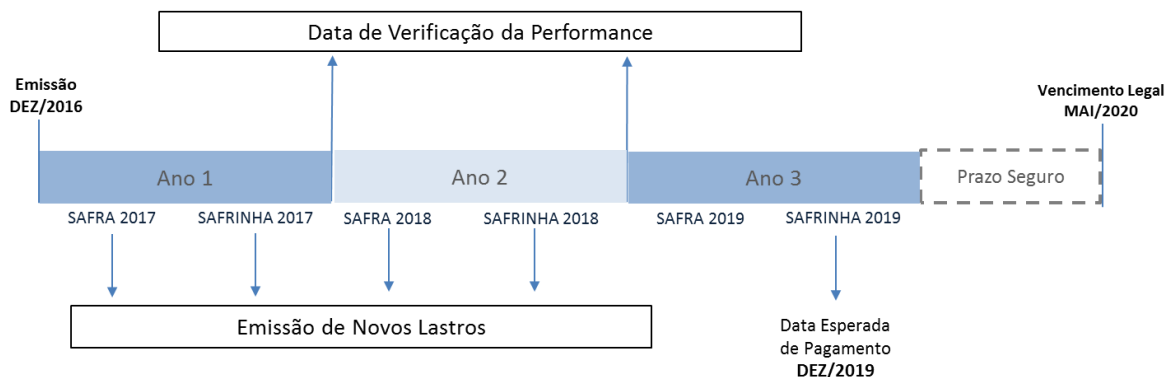 Data de Verificação da Performance
Emissão
DEZ/2016
Vencimento Legal
MAI/2020
Ano 1
Ano 2
Ano 3
Prazo Seguro
SAFRA 2017
SAFRINHA 2017
SAFRA 2018
SAFRINHA 2018
SAFRA 2019
SAFRINHA 2019
Emissão de Novos Lastros
Data Esperada
de Pagamento
DEZ/2019